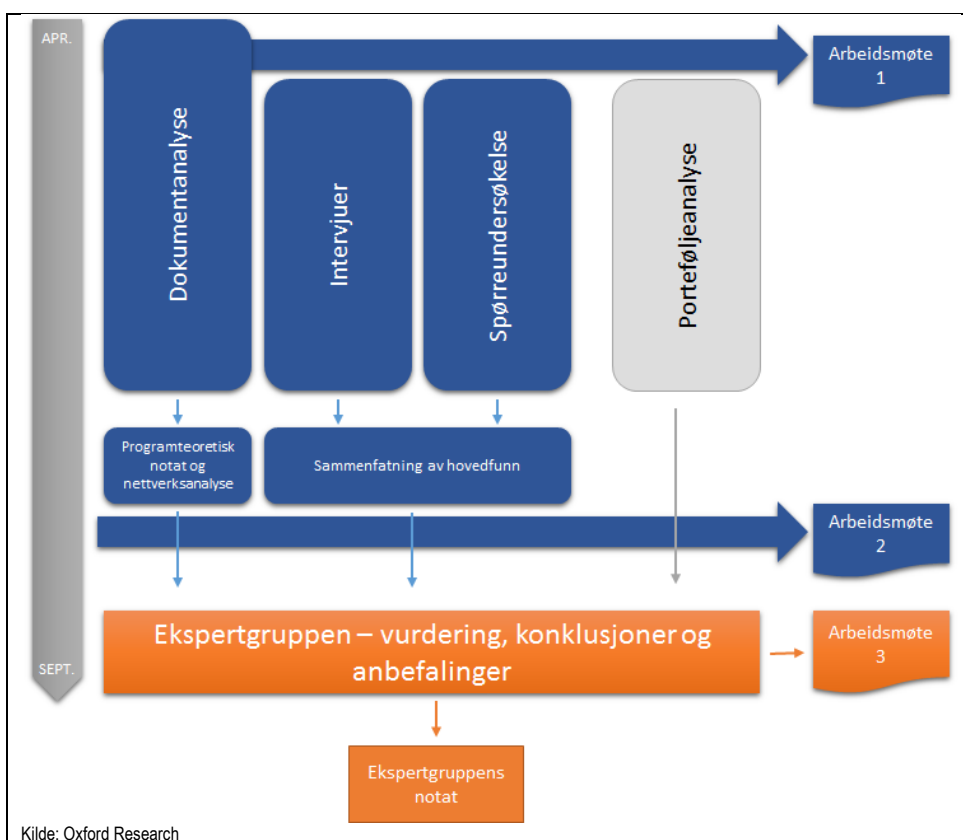 APR.
Arbeidsmøte
1
Dokumentanalyse
Intervjuer
Spørreundersøkelse
Porteføljeanalyse
Programteoretisk
notat og
nettverksanalyse
Sammenfatning av hovedfunn
Arbeidsmøte
2
Ekspertgruppen – vurdering, konklusjoner og
anbefalinger
Arbeidsmøte
3
SEPT.
Ekspertgruppens
notat
Kilde: Oxford Research